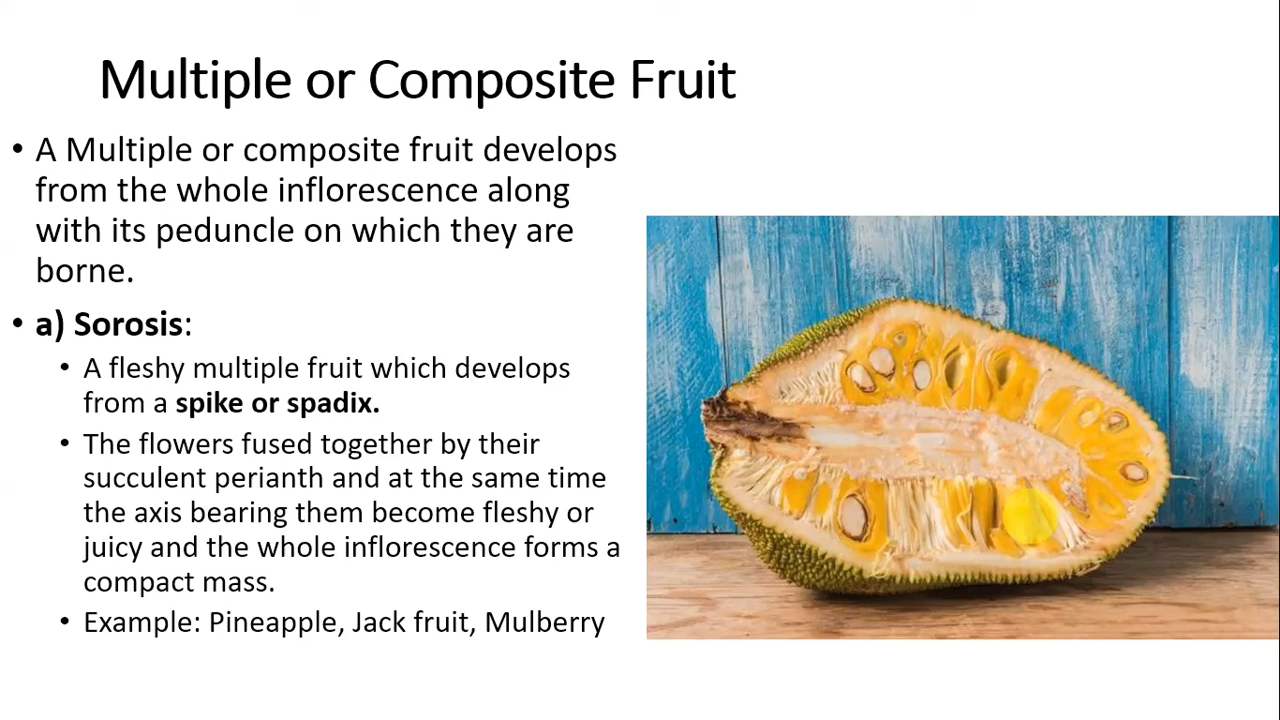 Multiple or Composite Fruit
• A Multiple or composite fruit develops
from the whole inflorescence along
with its peduncle on which they are
borne.
• a) Sorosis:
• A fleshy multiple fruit which develops
from a spike or spadix.
• The flowers fused together by their
succulent perianth and at the same time
the axis bearing them become fleshy or
juicy and the whole inflorescence forms a
compact mass.
• Example: Pineapple, Jack fruit, Mulberry